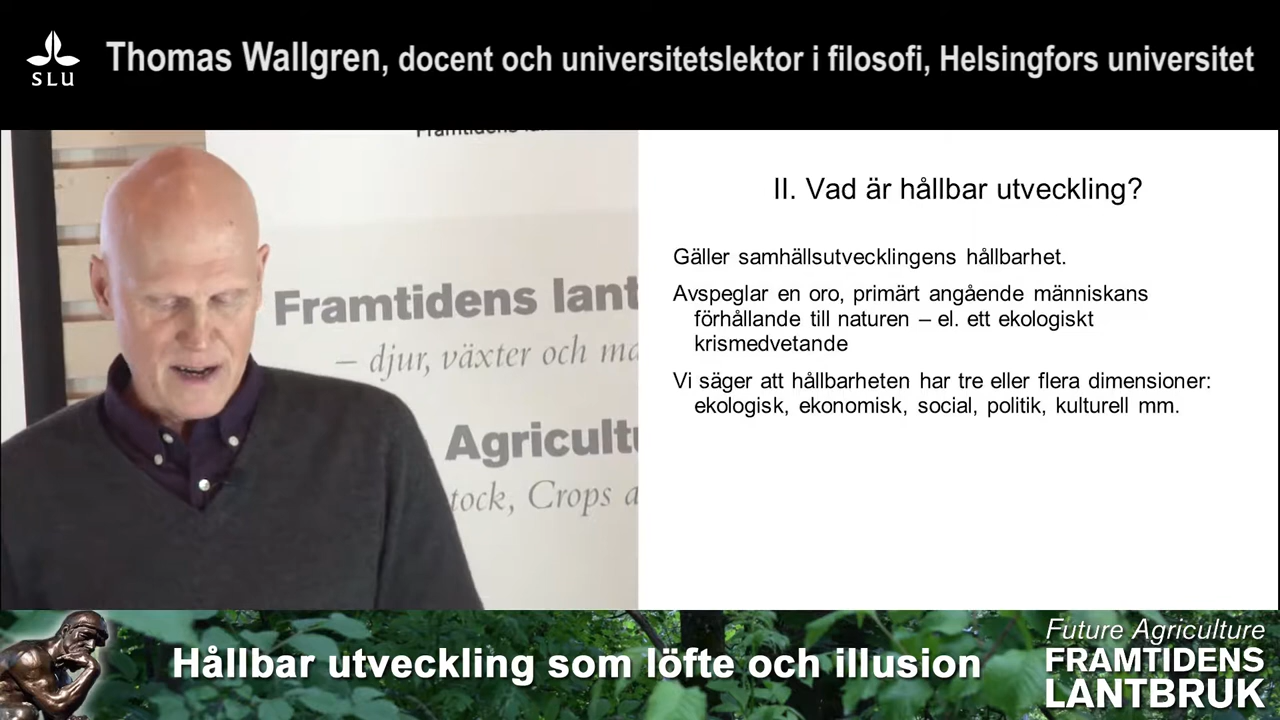 SLU
Thomas Wallgren, docent och universitetslektor i filosofi, Helsingfors universitet
Framtidens lant
– djur, växter och ma
Agricultu
tock, Crops a
II. Vad är hållbar utveckling?
Gäller samhällsutvecklingens hållbarhet.
Avspeglar en oro, primärt angående människans
förhållande till naturen – el. ett ekologiskt
krismedvetande
Vi säger att hållbarheten har tre eller flera dimensioner:
ekologisk, ekonomisk, social, politik, kulturell mm.
Hållbar utveckling som löfte och illusion
Future Agriculture
FRAMTIDENS
LANTBRUK